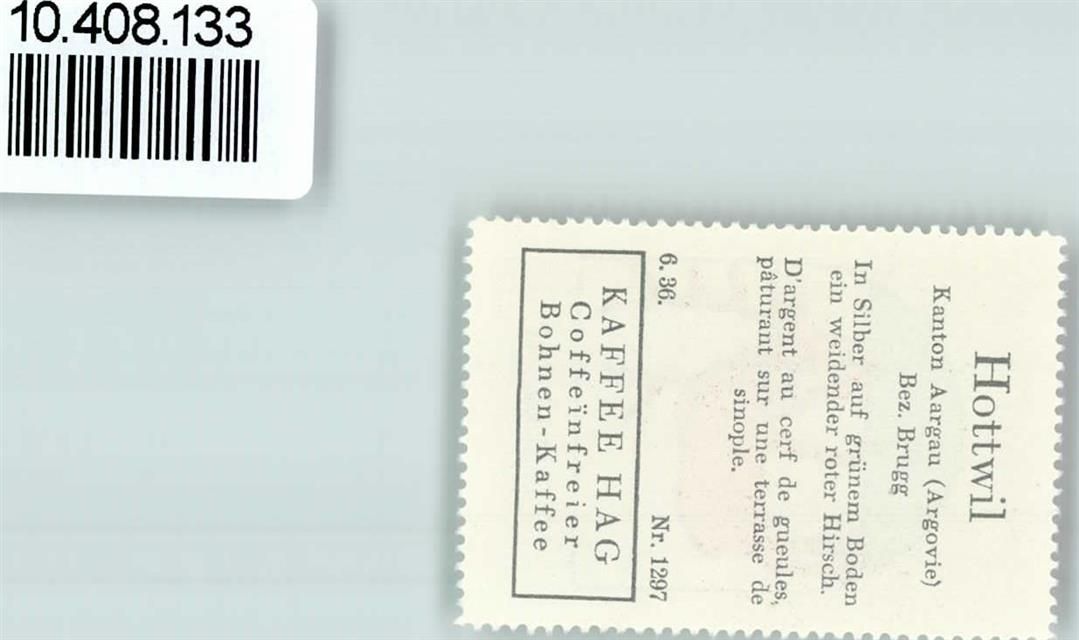 10.408.133
Hottwil
Kanton Aargau (Argovie)
Bez. Brugg
In Silber auf grünem Boden
ein weidender roter Hirsch.
D'argent au cerf de gueules,
pâturant sur une terrasse de
sinople.
6. 36. Nr. 1297
KAFFEE HAG
Coffeïnfreier
Bohnen-Kaffee